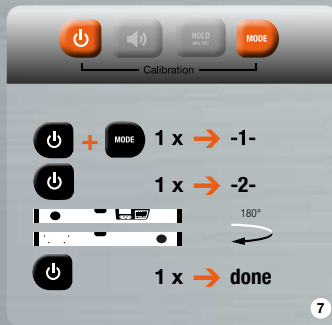 HOLD
MODE
Calibration
+ MODE 1 x → -1-
1 x → -2-
180°
1 x → done
7